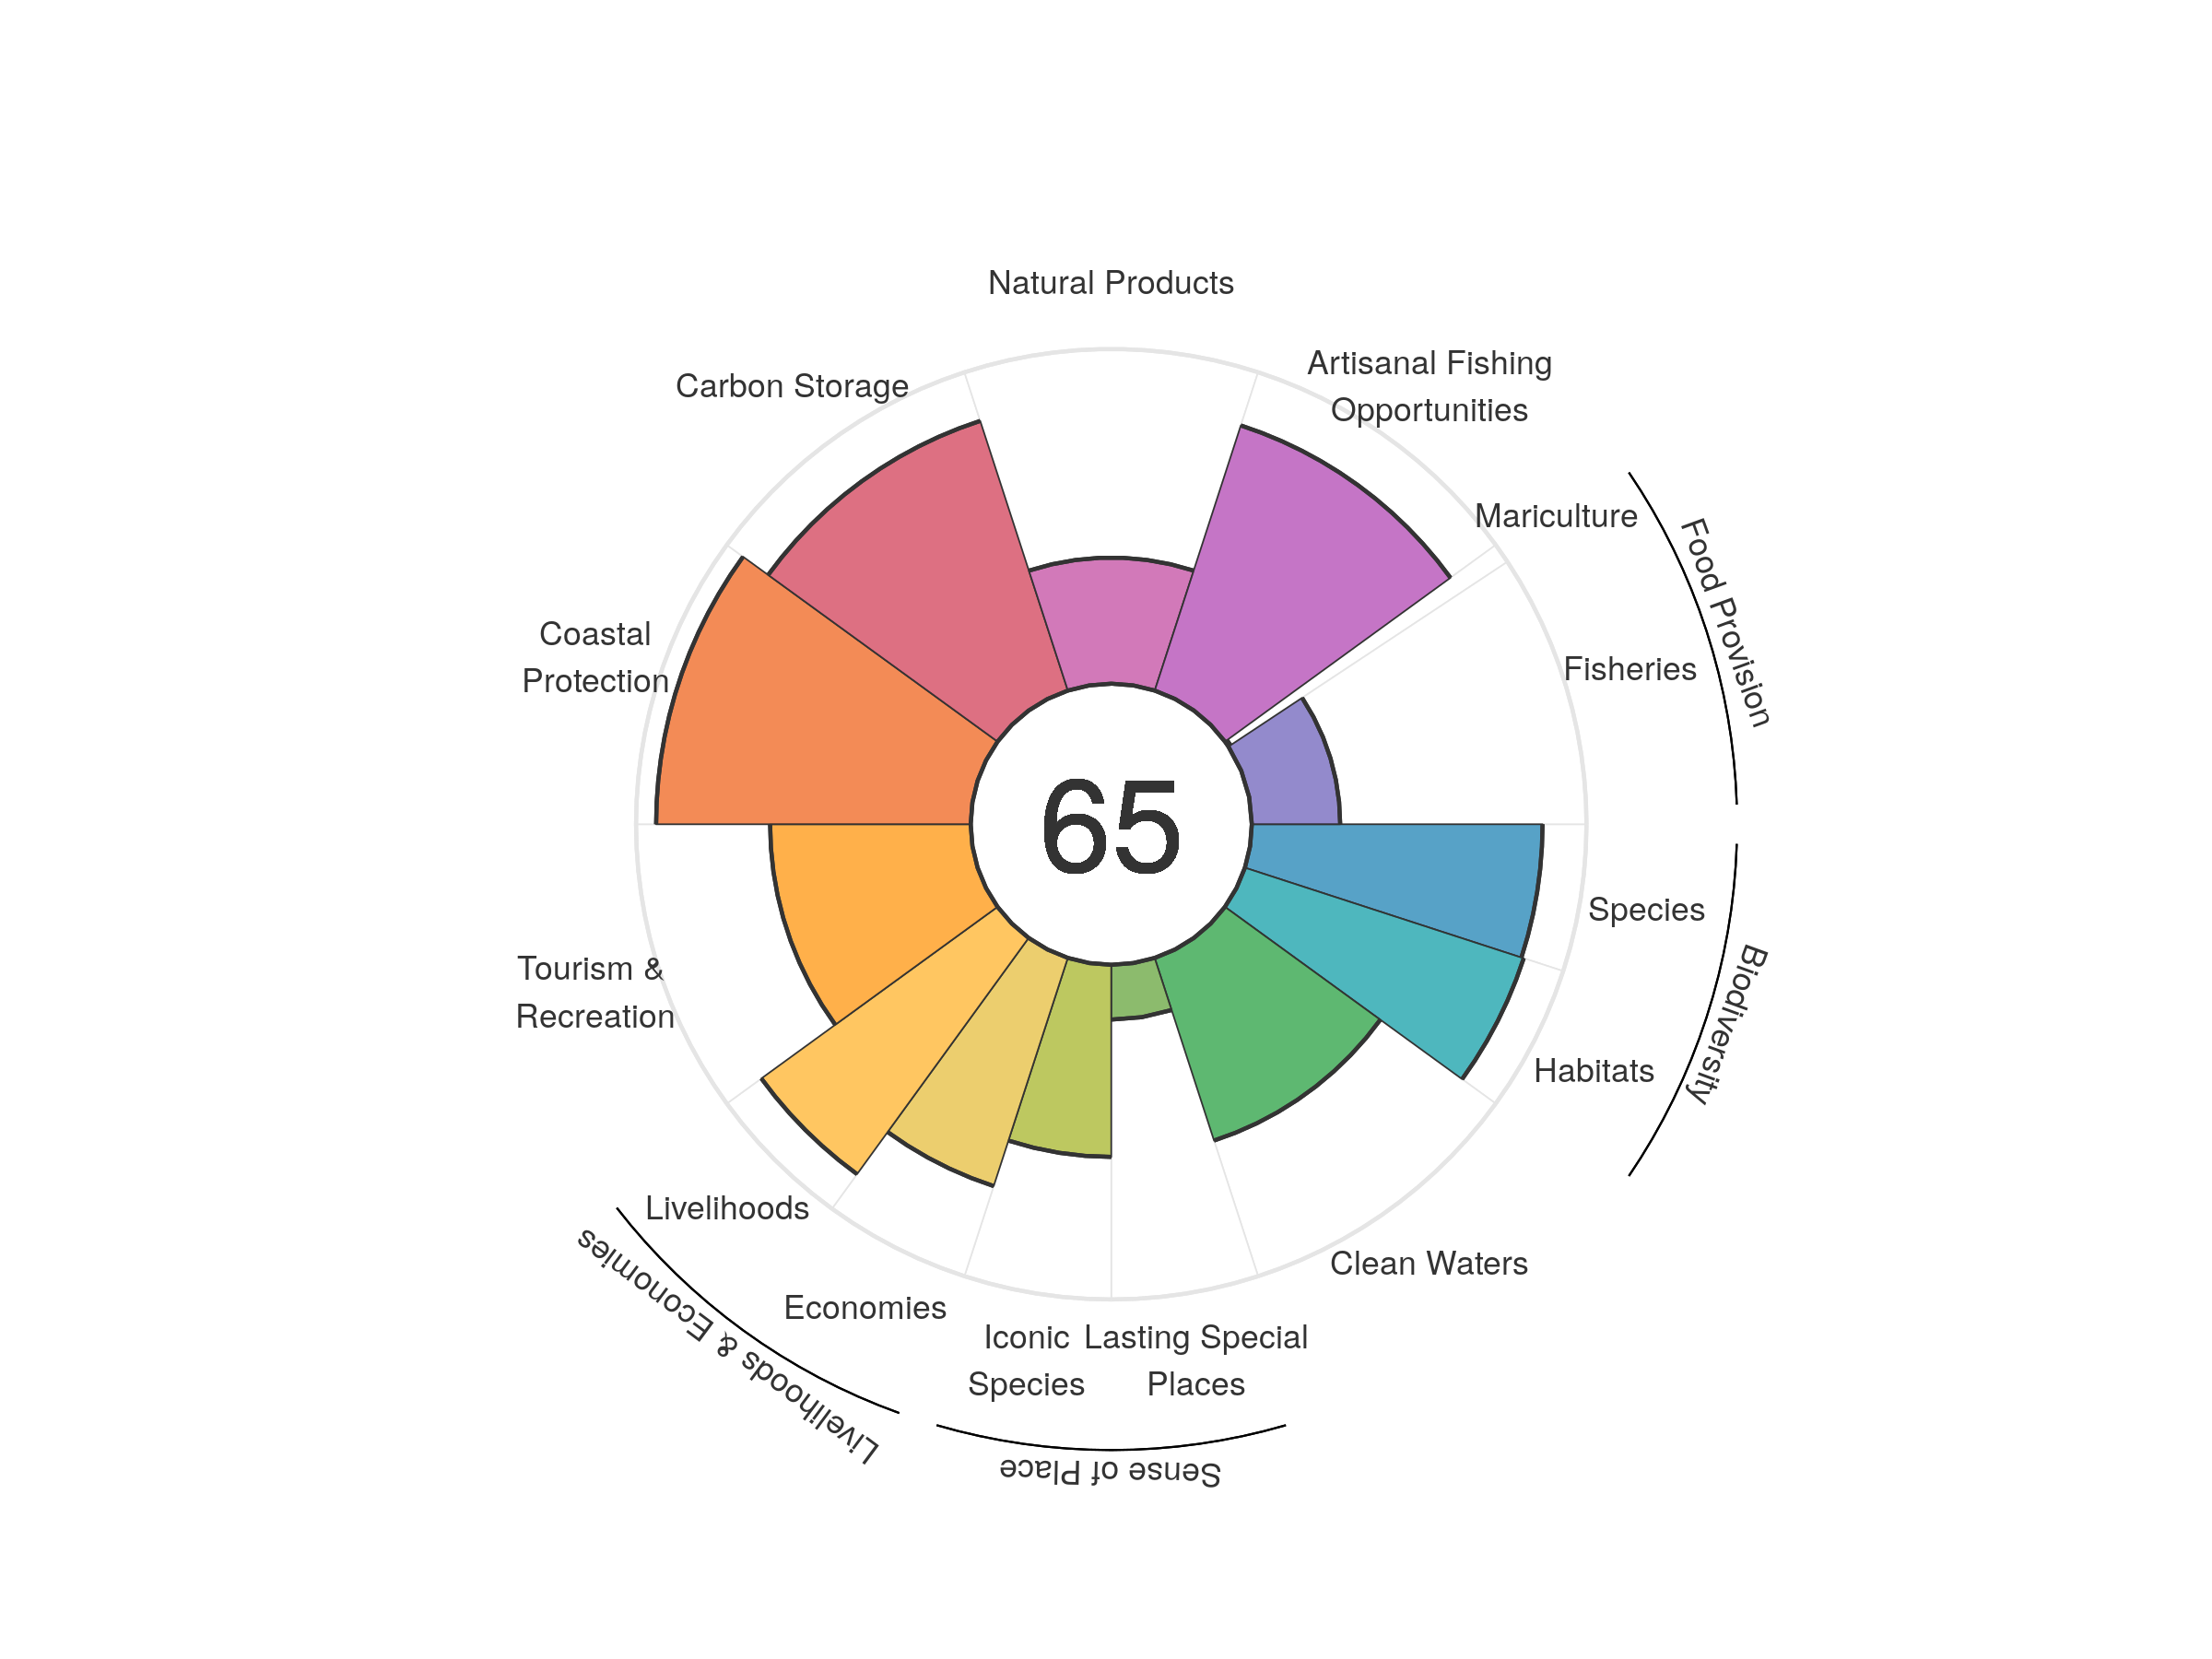 Natural Products
Artisanal Fishing
Opportunities
Carbon Storage
Mariculture
Food Provision
Coastal
Protection
Fisheries
65
Species
Biodiversity
Tourism &
Recreation
Habitats
Livelihoods
Clean Waters
Livelihoods & Economies
Economies
Iconic
Species
Lasting Special
Places
Sense of Place